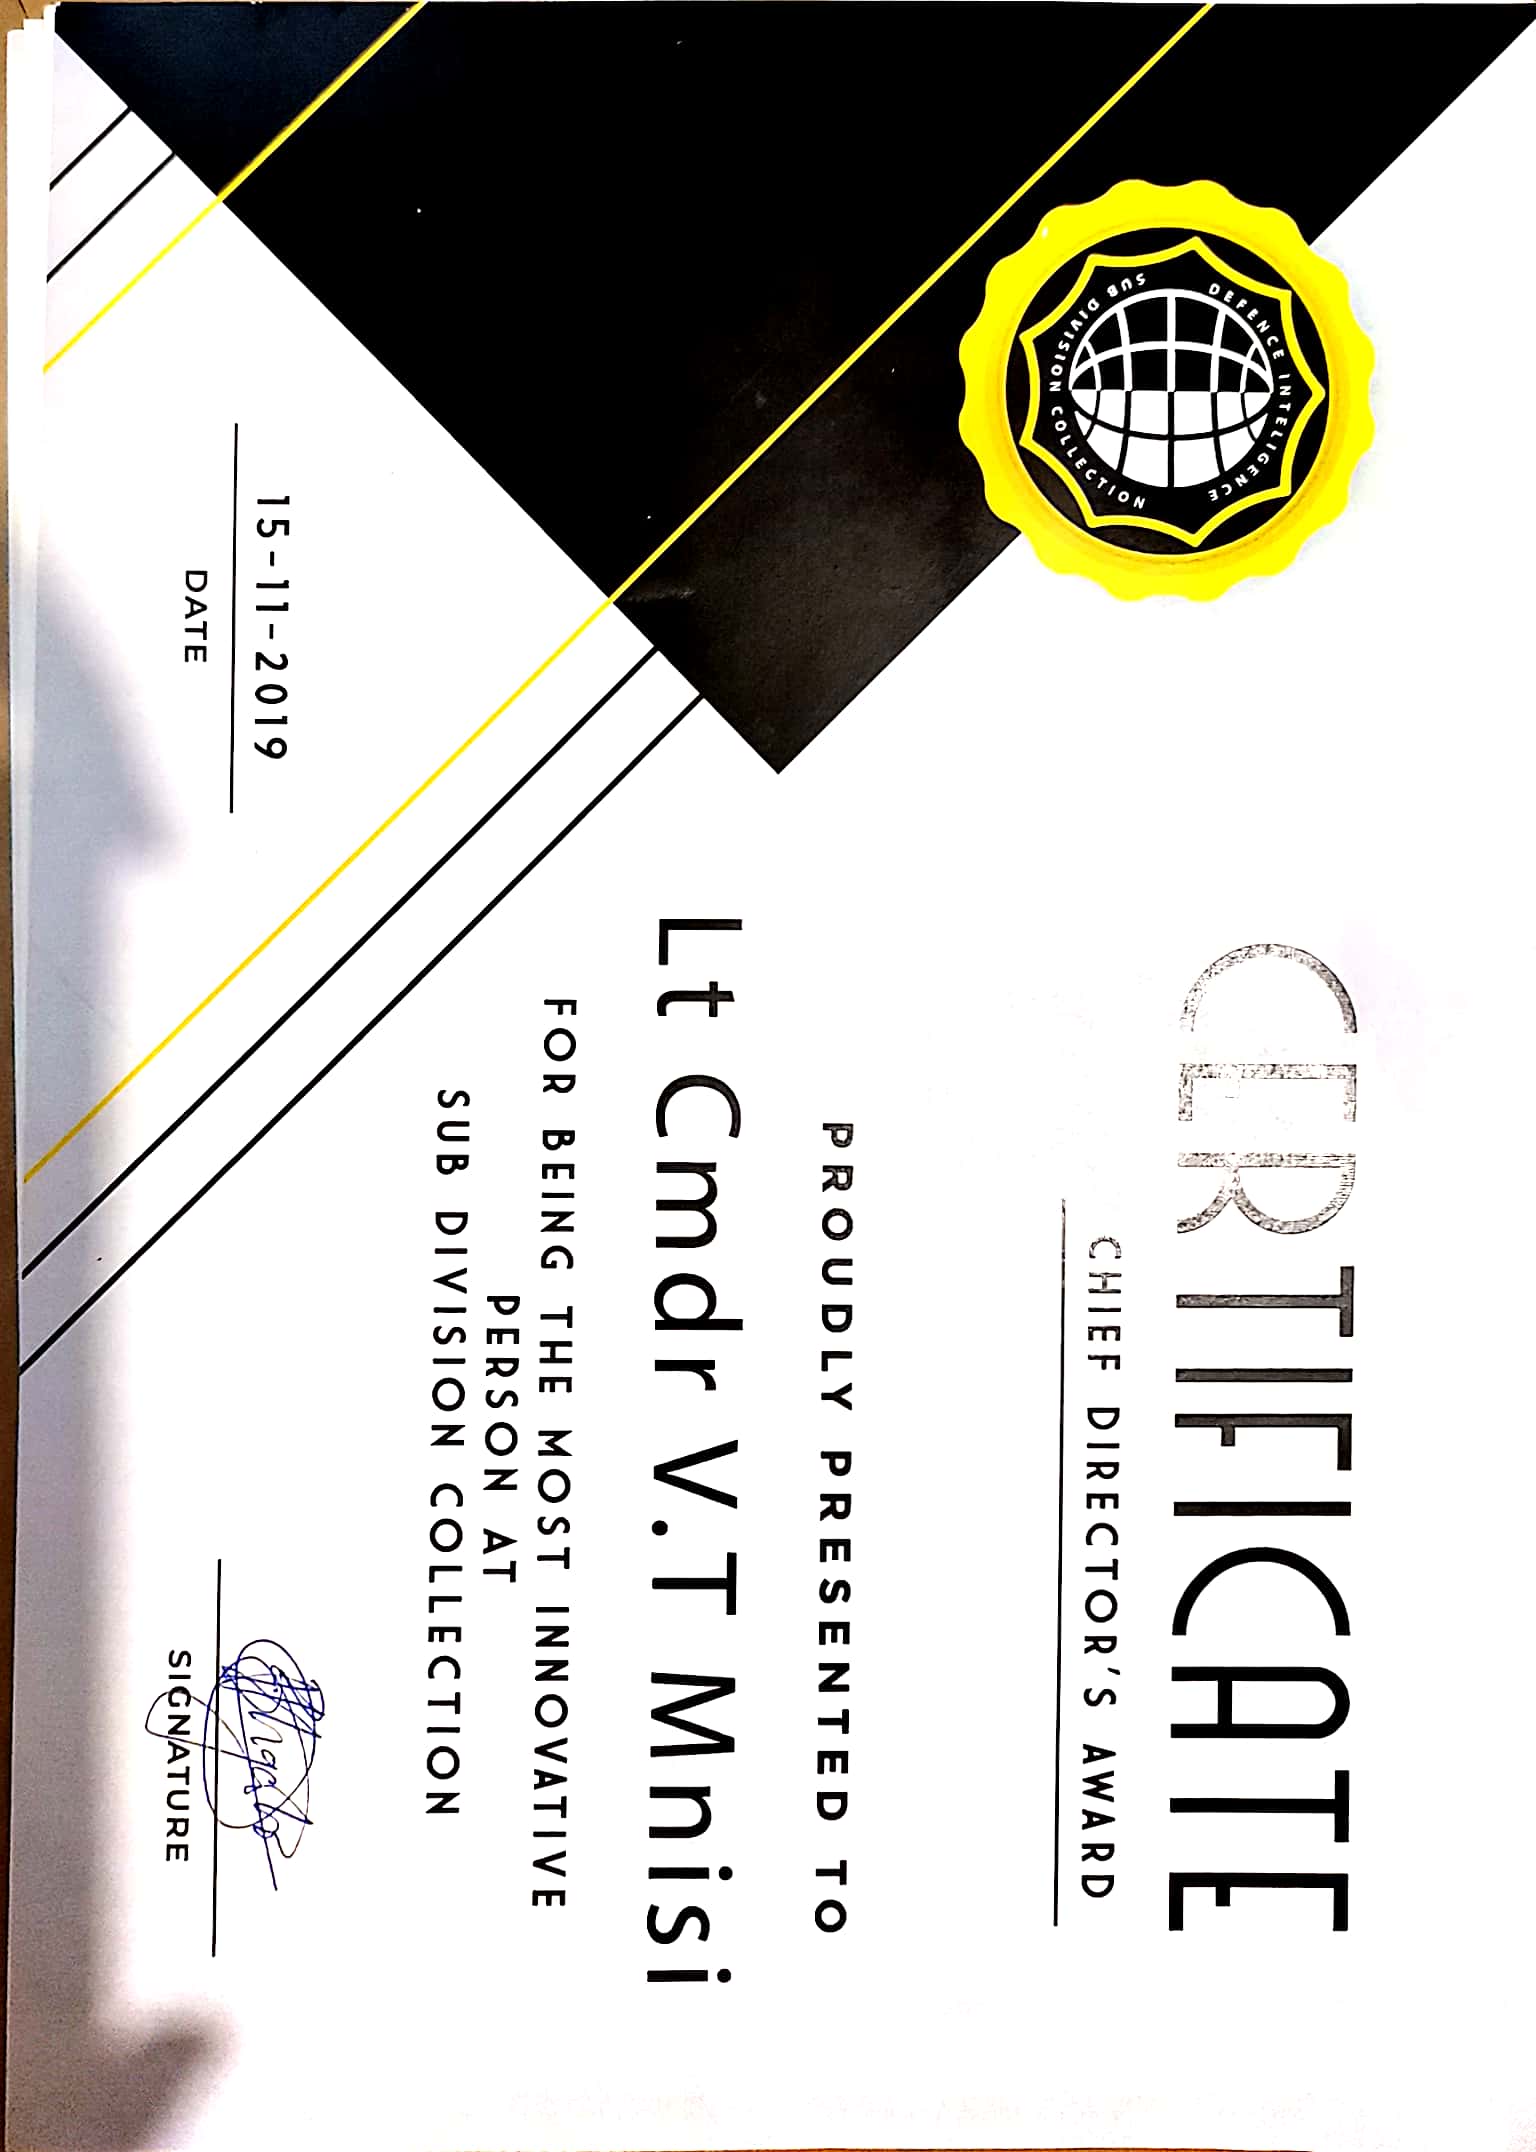 CERTIFICATE
CHIEF DIRECTOR'S AWARD
DEFENCE INTELIGENCE
SUB DIVISION COLLECTION
PROUDLY PRESENTED TO
Lt Cmdr V.T Mnisi
FOR BEING THE MOST INNOVATIVE
PERSON AT
SUB DIVISION COLLECTION
15-11-2019
DATE
SIGNATURE